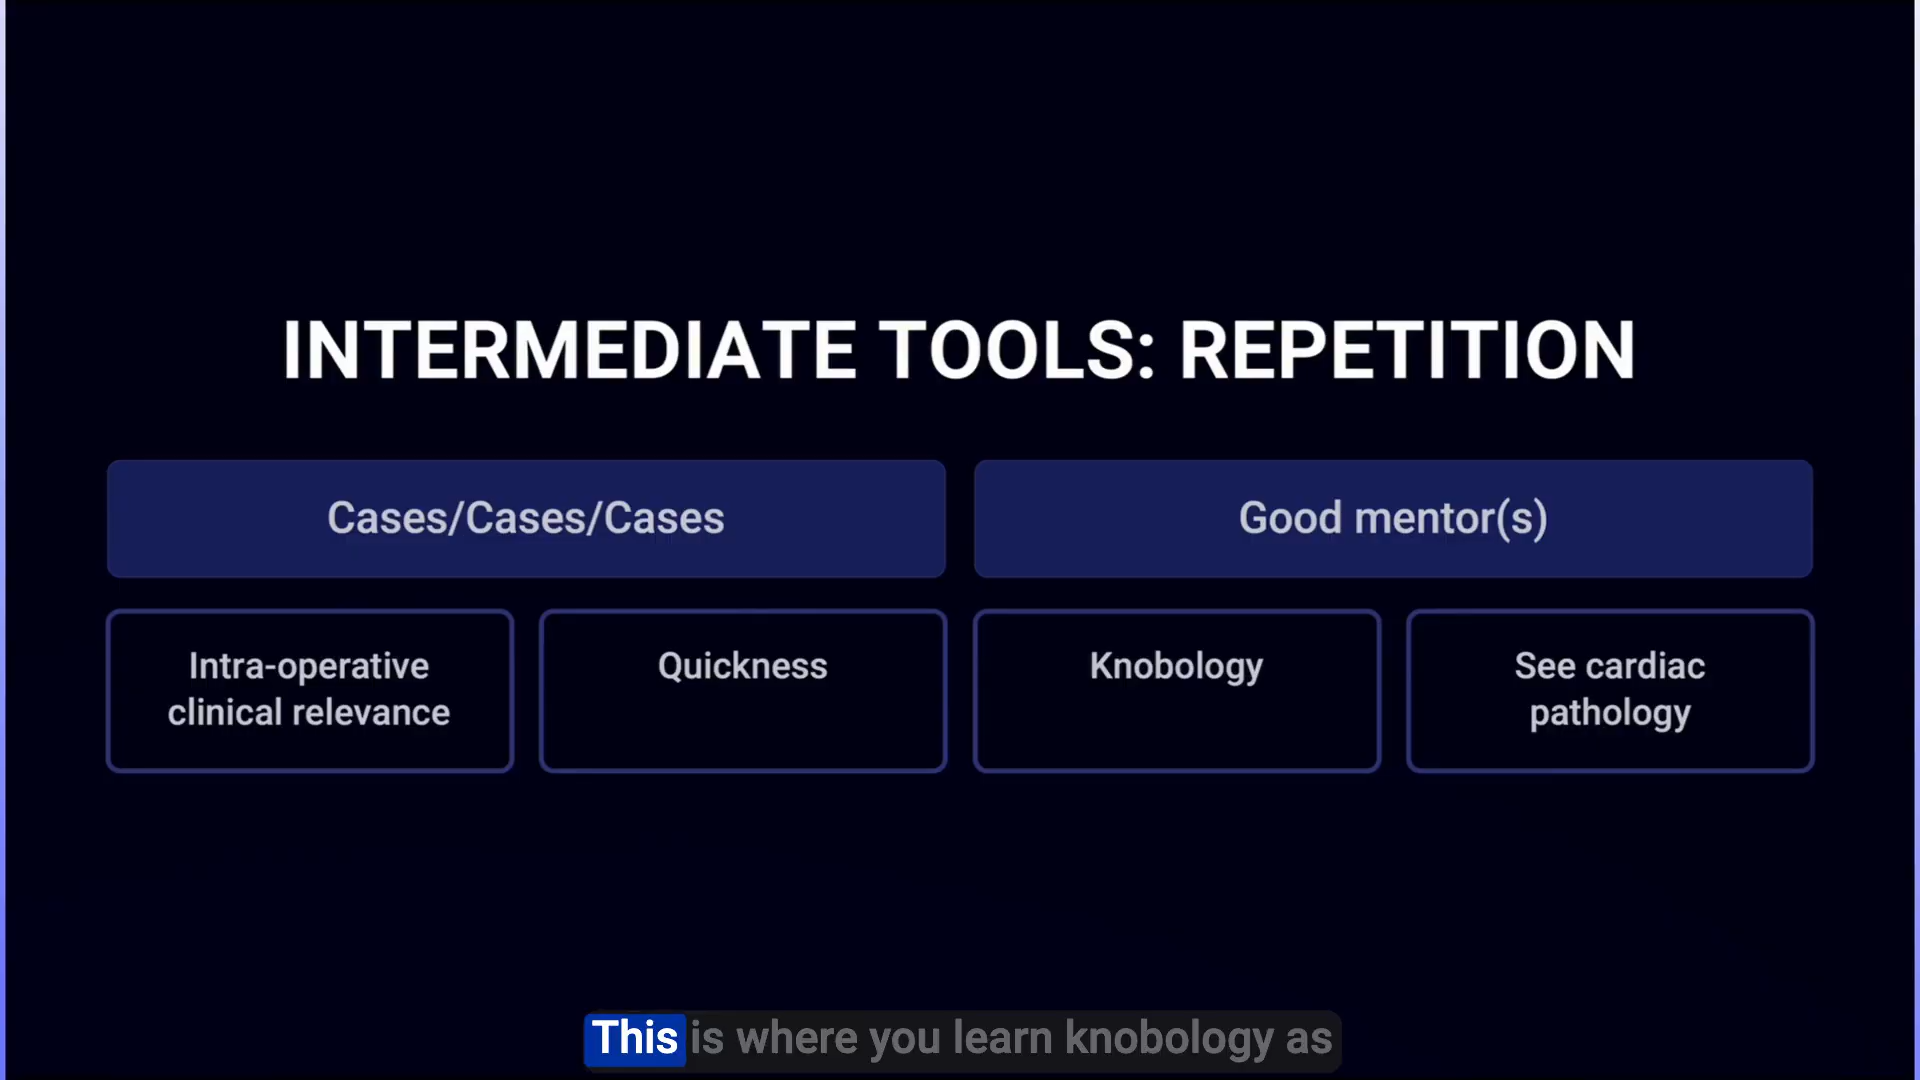 INTERMEDIATE TOOLS: REPETITION
Cases/Cases/Cases
Good mentor(s)
Intra-operative
clinical relevance
Quickness
Knobology
See cardiac
pathology
This is where you learn knobology as